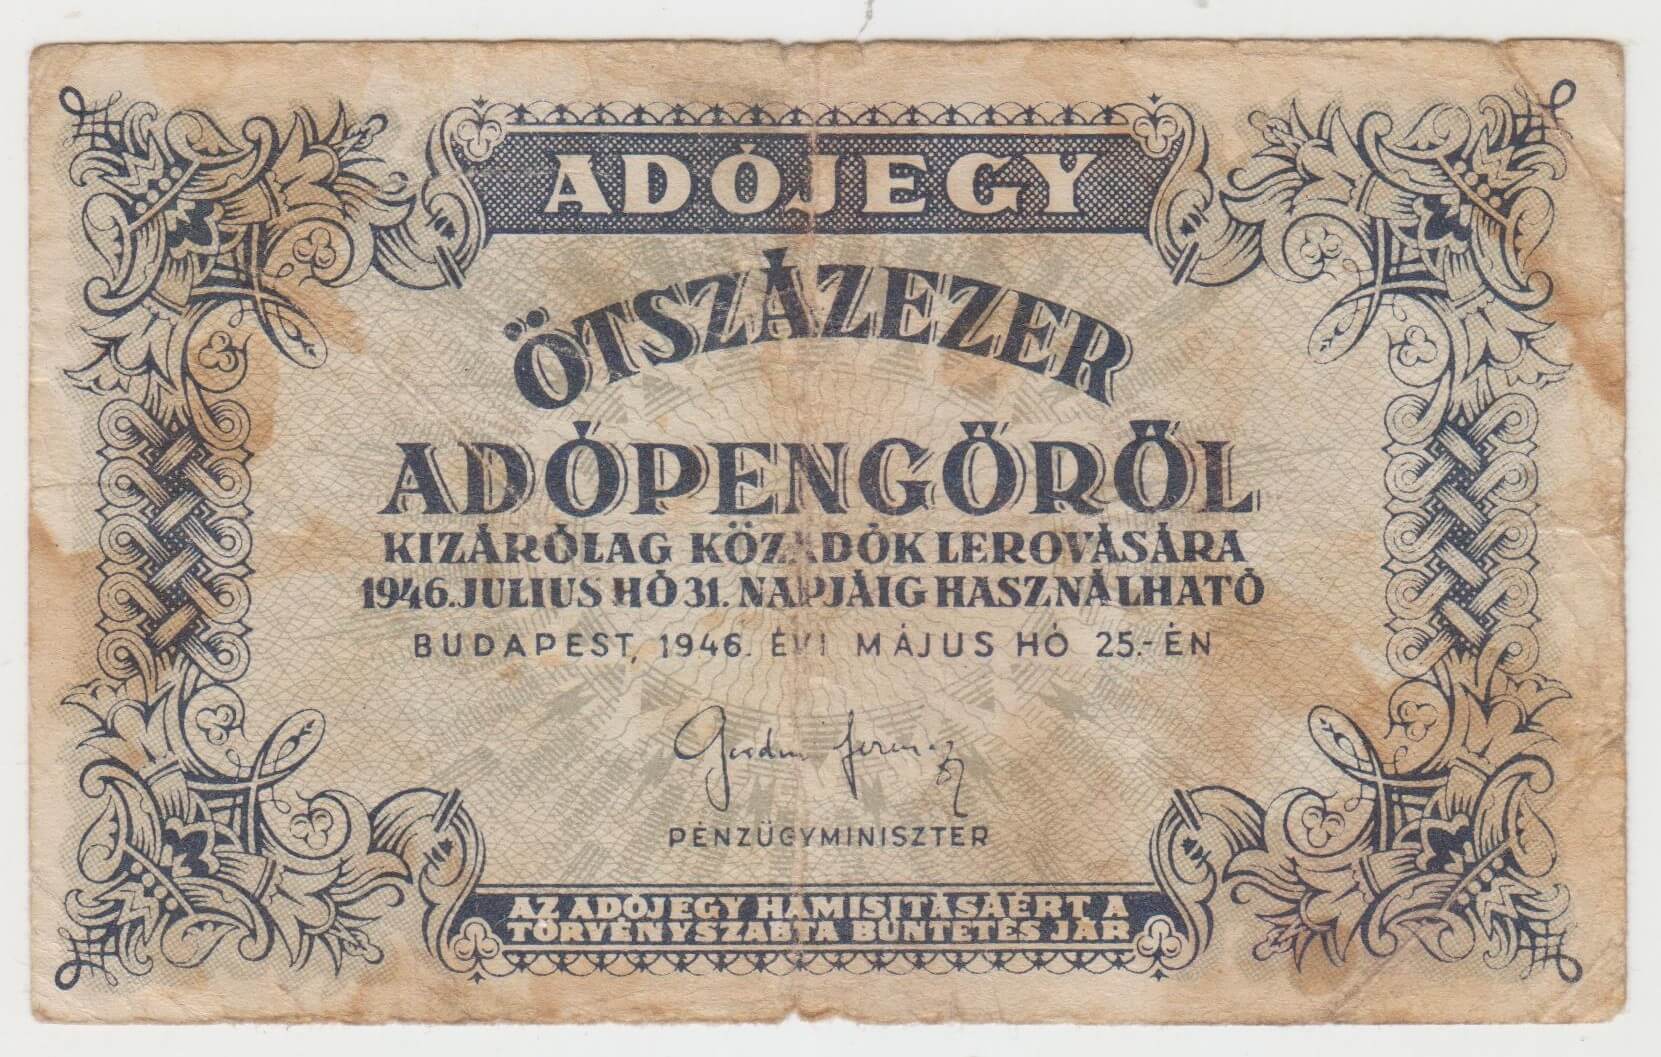 ADÓJEGY
ÖTSZÁZEZER
ADÓPENGŐRŐL
KIZÁRÓLAG KÖZADÓK LEROVÁSÁRA
1946. JULIUS HÓ 31. NAPJÁIG HASZNÁLHATÓ
BUDAPEST, 1946. ÉVI MÁJUS HÓ 25.-ÉN
Ferenc
PÉNZÜGYMINISZTER
AZ ADÓJEGY HAMISITÁSÁÉRT A
TÖRVÉNYSZABTA BÜNTETÉS JÁR